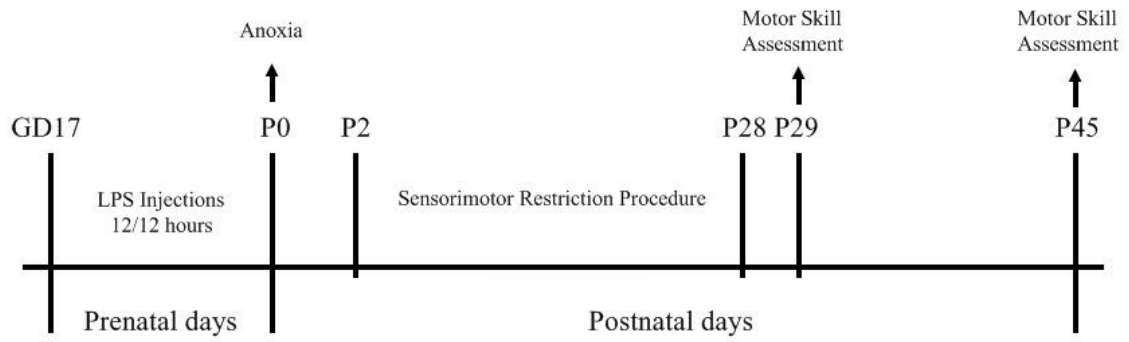 Anoxia
Motor Skill
Assessment
Motor Skill
Assessment
GD17
P0
P2
P28
P29
P45
LPS Injections
12/12 hours
Sensorimotor Restriction Procedure
Prenatal days
Postnatal days